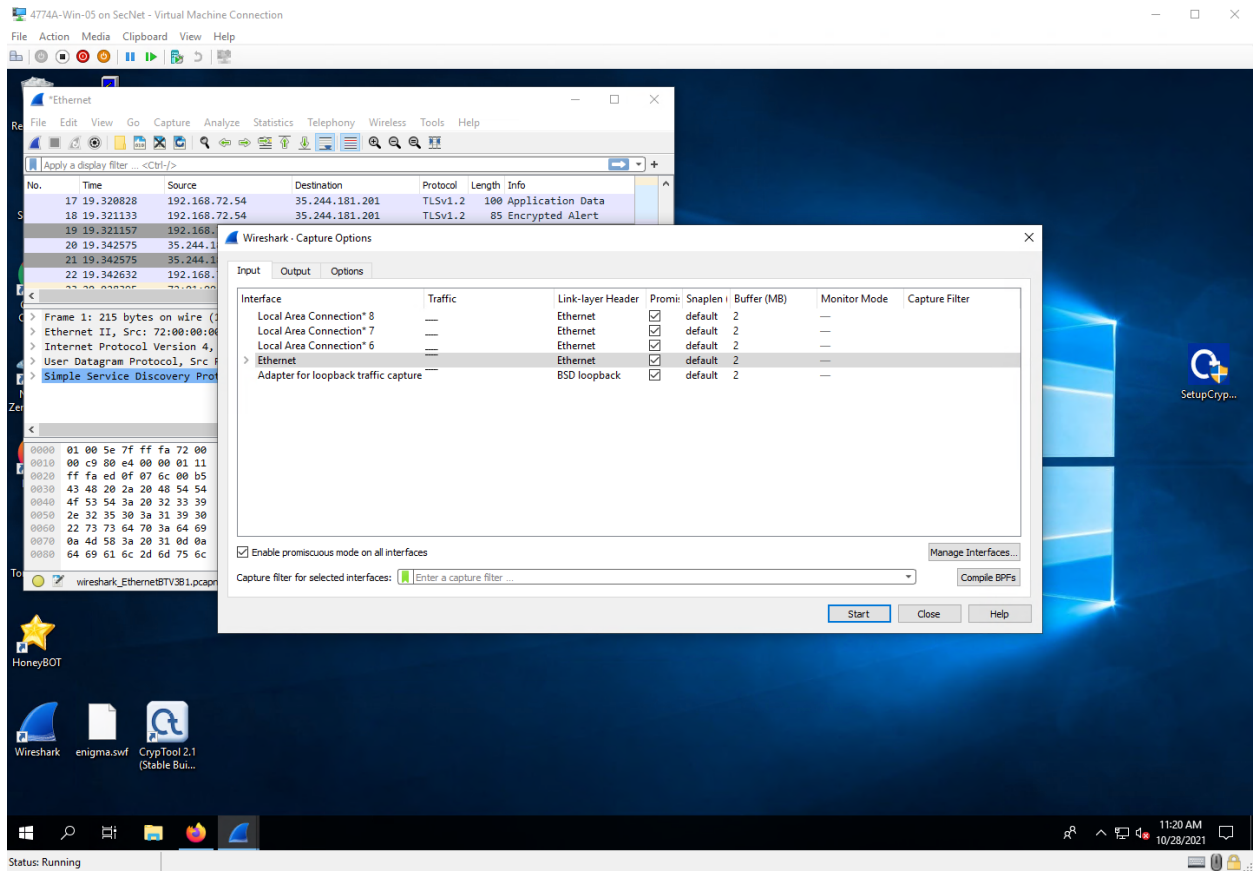 4774A-Win-05 on SecNet - Virtual Machine Connection
File Action Media Clipboard View Help
*Ethernet
File Edit View Go Capture Analyze Statistics Telephony Wireless Tools Help
Apply a display filter ... <Ctrl-/>
No. Time Source Destination Protocol Length Info
17 19.320828 192.168.72.54 35.244.181.201 TLSv1.2 100 Application Data
18 19.321133 192.168.72.54 35.244.181.201 TLSv1.2 85 Encrypted Alert
19 19.321157 192.168.
20 19.342575 35.244.1
21 19.342575 35.244.1
22 19.342632 192.168.
Wireshark · Capture Options
Input Output Options
Interface Traffic Link-layer Header Promis Snaplen ( Buffer (MB) Monitor Mode Capture Filter
Local Area Connection* 8 Ethernet default 2 —
Local Area Connection* 7 Ethernet default 2 —
Local Area Connection* 6 Ethernet default 2 —
Ethernet Ethernet default 2 —
Adapter for loopback traffic capture BSD loopback default 2 —
Enable promiscuous mode on all interfaces
Manage Interfaces...
Capture filter for selected interfaces: Enter a capture filter ... Compile BPFs
Start Close Help
> Frame 1: 215 bytes on wire (1
> Ethernet II, Src: 72:00:00:00
> Internet Protocol Version 4,
> User Datagram Protocol, Src P
> Simple Service Discovery Prot
0000 01 00 5e 7f ff fa 72 00
0010 00 c9 80 e4 00 00 01 11
0020 ff fa ed 0f 07 6c 00 b5
0030 43 48 20 2a 20 48 54 54
0040 4f 53 54 3a 20 32 33 39
0050 2e 32 35 30 3a 31 39 30
0060 22 73 73 64 70 3a 64 69
0070 0a 4d 58 3a 20 31 0d 0a
0080 64 69 61 6c 2d 6d 75 6c
wireshark_EthernetBTV3B1.pcapn
SetupCryp...
HoneyBOT
Wireshark
enigma.swf
CrypTool 2.1
(Stable Bui...
11:20 AM
10/28/2021
Status: Running